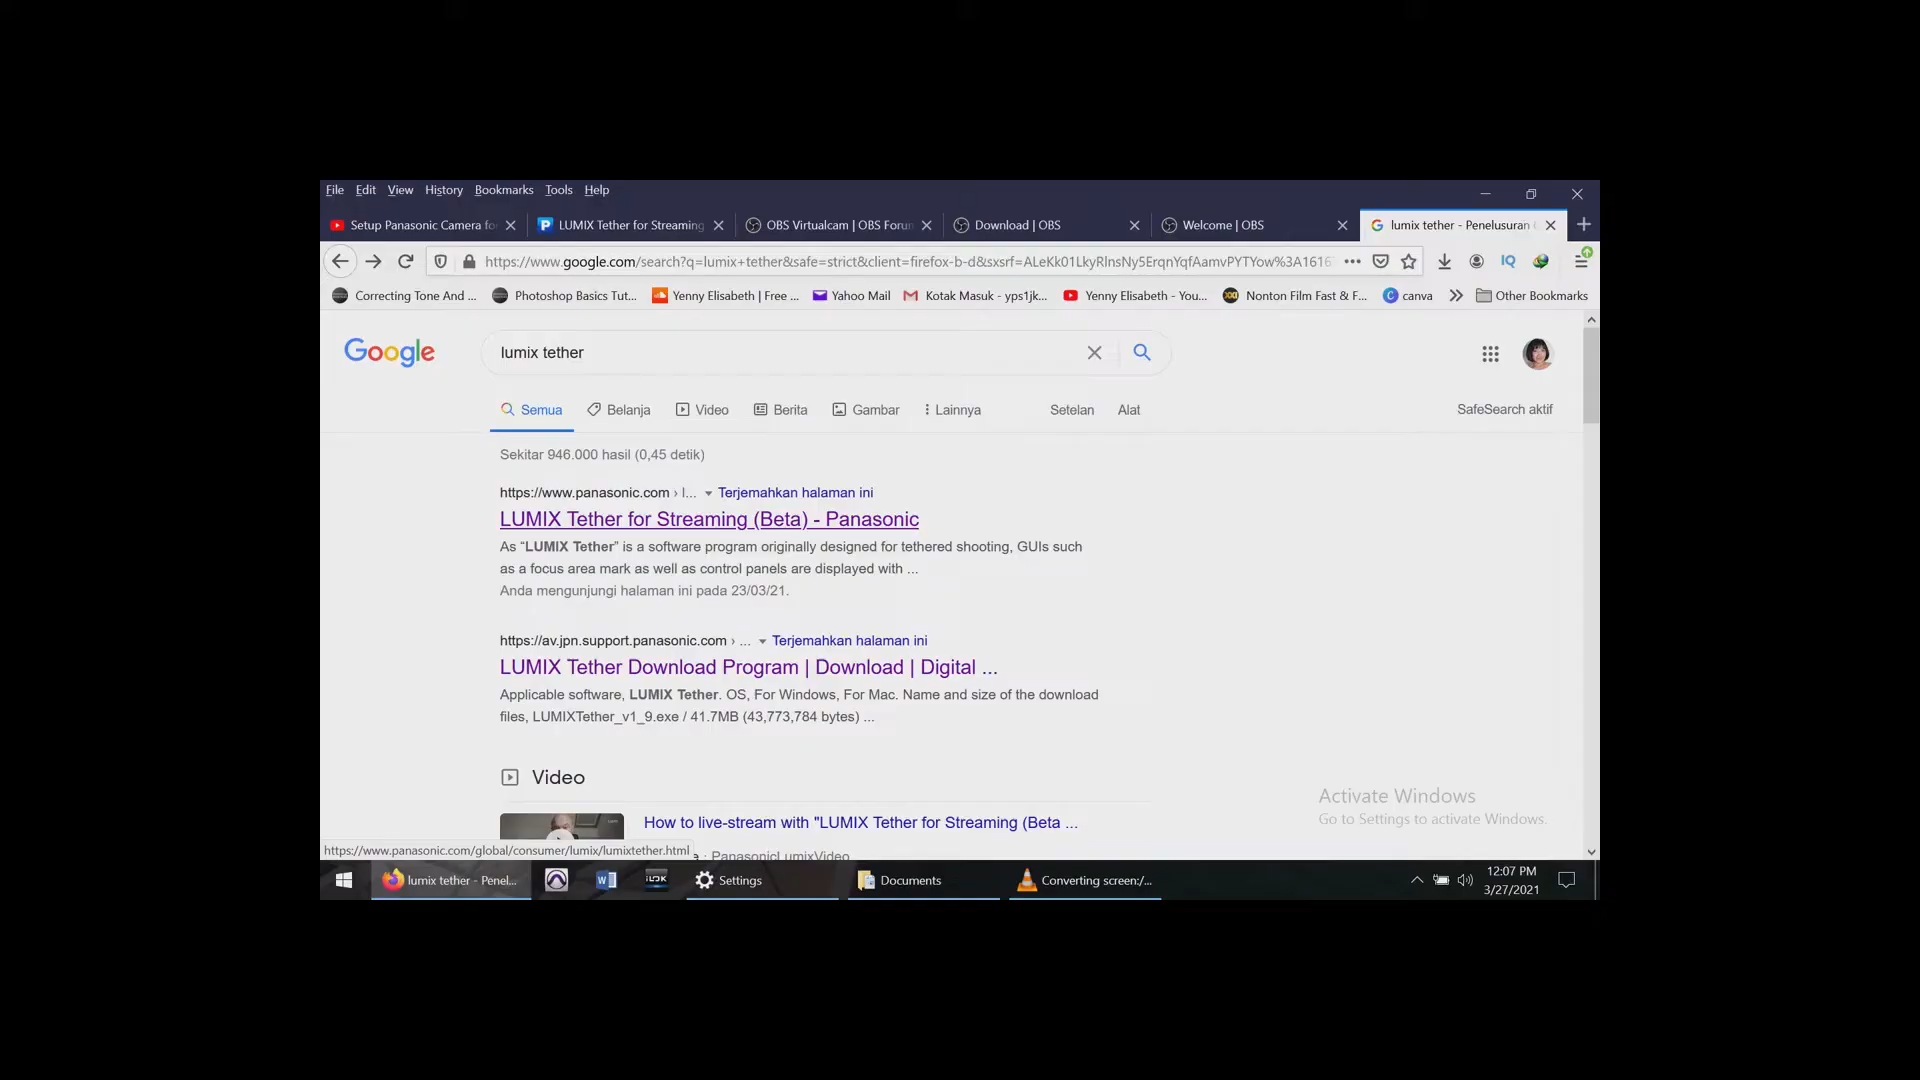 File Edit View History Bookmarks Tools Help
Setup Panasonic Camera fo LUMIX Tether for Streaming OBS Virtualcam | OBS Forun Download | OBS Welcome | OBS lumix tether - Penelusuran
https://www.google.com/search?q=lumix+tether&safe=strict&client=firefox-b-d&sxsrf=ALeKk01LkyRlnsNy5ErqnYqfAamvPYTYow%3A1616
Correcting Tone And ... Photoshop Basics Tut... Yenny Elisabeth | Free ... Yahoo Mail Kotak Masuk - yps1jk... Yenny Elisabeth - You... Nonton Film Fast & F... canva Other Bookmarks
Google lumix tether
Semua Belanja Video Berita Gambar Lainnya Setelan Alat SafeSearch aktif
Sekitar 946.000 hasil (0,45 detik)
https://www.panasonic.com › l... Terjemahkan halaman ini
LUMIX Tether for Streaming (Beta) - Panasonic
As “LUMIX Tether” is a software program originally designed for tethered shooting, GUIs such
as a focus area mark as well as control panels are displayed with ...
Anda mengunjungi halaman ini pada 23/03/21.
https://av.jpn.support.panasonic.com › ... Terjemahkan halaman ini
LUMIX Tether Download Program | Download | Digital ...
Applicable software, LUMIX Tether. OS, For Windows, For Mac. Name and size of the download
files, LUMIXTether_v1_9.exe / 41.7MB (43,773,784 bytes) ...
Video
Activate Windows
Go to Settings to activate Windows.
How to live-stream with "LUMIX Tether for Streaming (Beta ...
https://www.panasonic.com/global/consumer/lumix/lumixtether.html
: PanasonicLumixVideo
lumix tether - Penel... Settings Documents Converting screen:/...
12:07 PM
3/27/2021